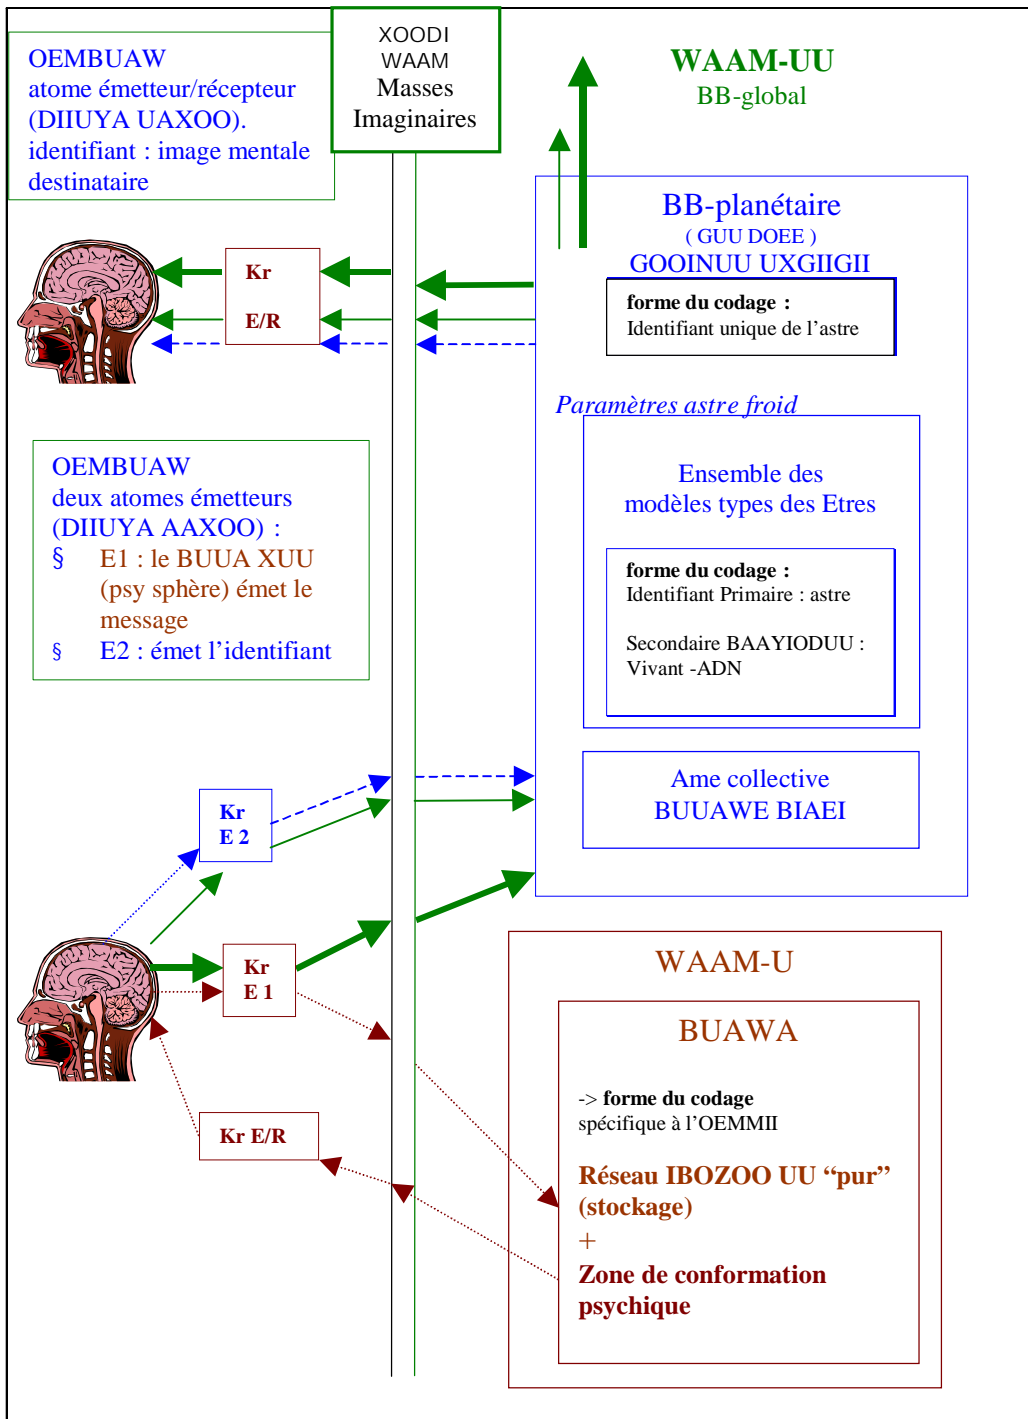 OEMBUAW
atome émetteur/récepteur
(DIIUYA UAXOO).
identifiant : image mentale
destinataire
XOODI
WAAM
Masses
Imaginaires
WAAM-UU
BB-global
BB-planétaire
( GUU DOEE )
GOOINUU UXGIIGII
forme du codage :
Identifiant unique de l’astre
Kr
E/R
Paramètres astre froid
Ensemble des
modèles types des Etres
forme du codage :
Identifiant Primaire : astre
Secondaire BAAYIODUU :
Vivant -ADN
OEMBUAW
deux atomes émetteurs
(DIIUYA AAXOO) :
§ E1 : le BUUA XUU
(psy sphère) émet le
message
§ E2 : émet l’identifiant
Ame collective
BUUAWE BIAEI
Kr
E 2
Kr
E 1
Kr E/R
WAAM-U
BUAWA
-> forme du codage
spécifique à l’OEMMII
Réseau IBOZOO UU “pur”
(stockage)
+
Zone de conformation
psychique